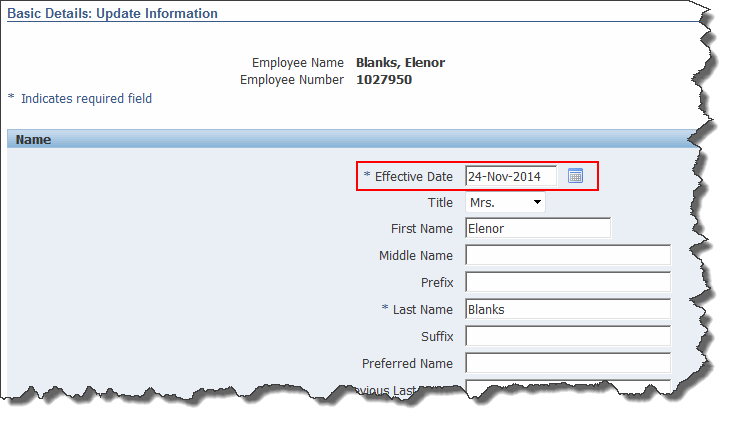 Basic Details: Update Information
Employee Name Blanks, Elenor
Employee Number 1027950
* Indicates required field
Name
* Effective Date 24-Nov-2014
Title Mrs.
First Name Elenor
Middle Name
Prefix
* Last Name Blanks
Suffix
Preferred Name
Last